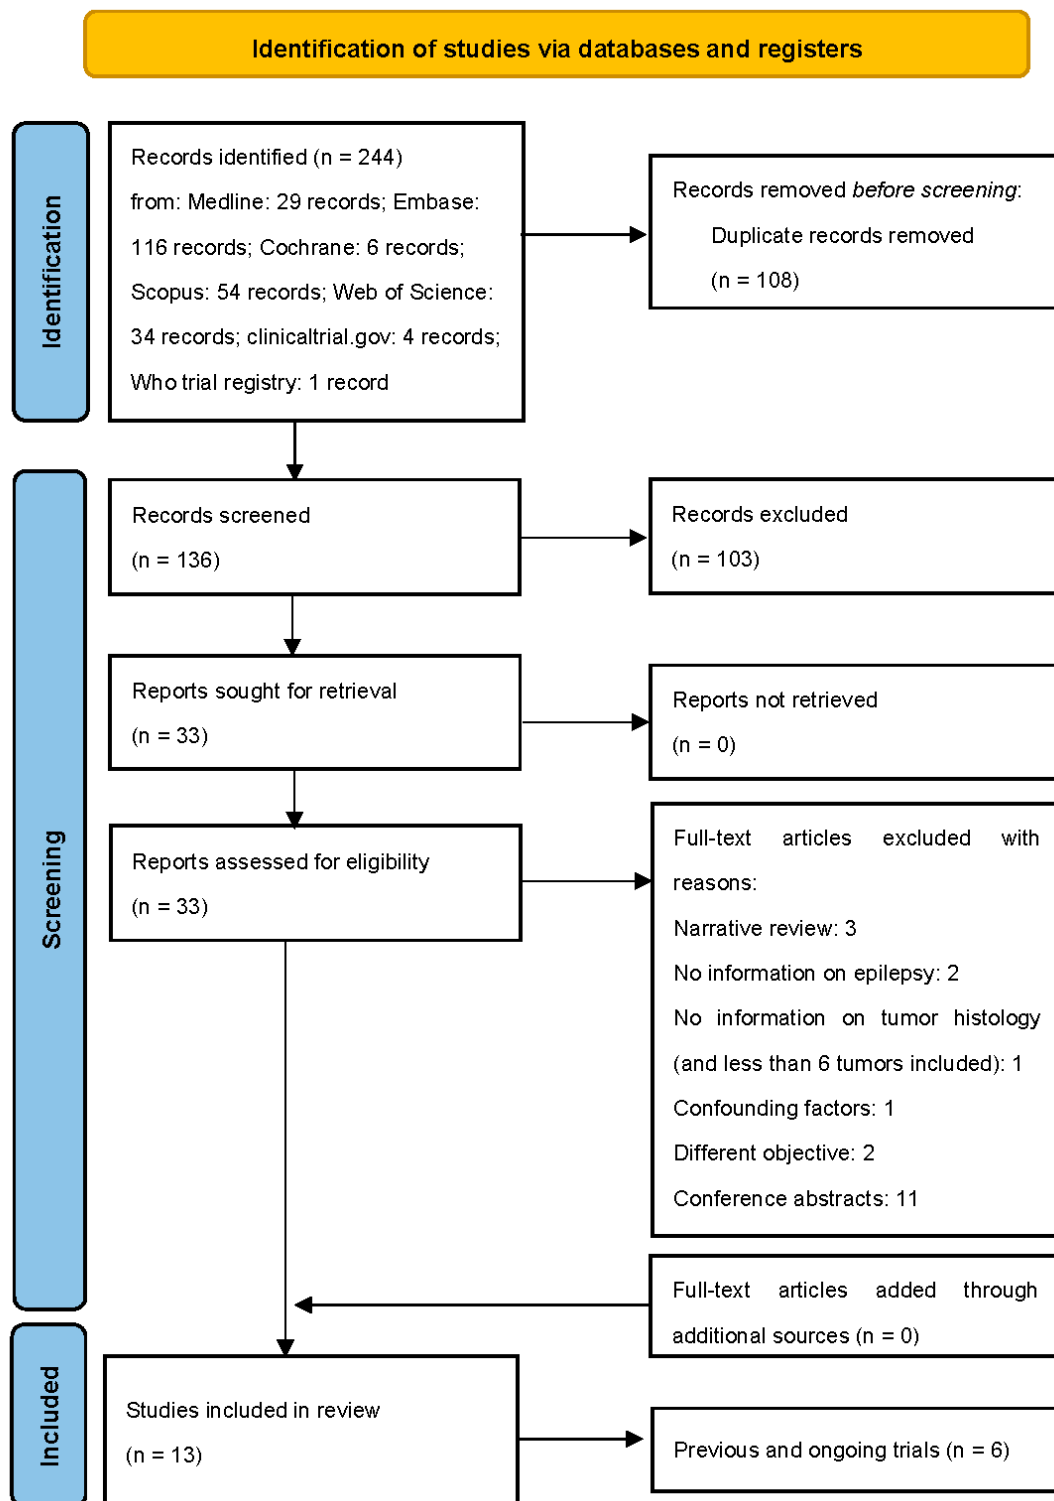 Identification of studies via databases and registers
Identification
Records identified (n = 244)
from: Medline: 29 records; Embase:
116 records; Cochrane: 6 records;
Scopus: 54 records; Web of Science:
34 records; clinicaltrial.gov: 4 records;
Who trial registry: 1 record
Records removed before screening:
Duplicate records removed
(n = 108)
Screening
Records screened
(n = 136)
Records excluded
(n = 103)
Reports sought for retrieval
(n = 33)
Reports not retrieved
(n = 0)
Reports assessed for eligibility
(n = 33)
Full-text articles excluded with
reasons:
Narrative review: 3
No information on epilepsy: 2
No information on tumor histology
(and less than 6 tumors included): 1
Confounding factors: 1
Different objective: 2
Conference abstracts: 11
Full-text articles added through
additional sources (n = 0)
Included
Studies included in review
(n = 13)
Previous and ongoing trials (n = 6)